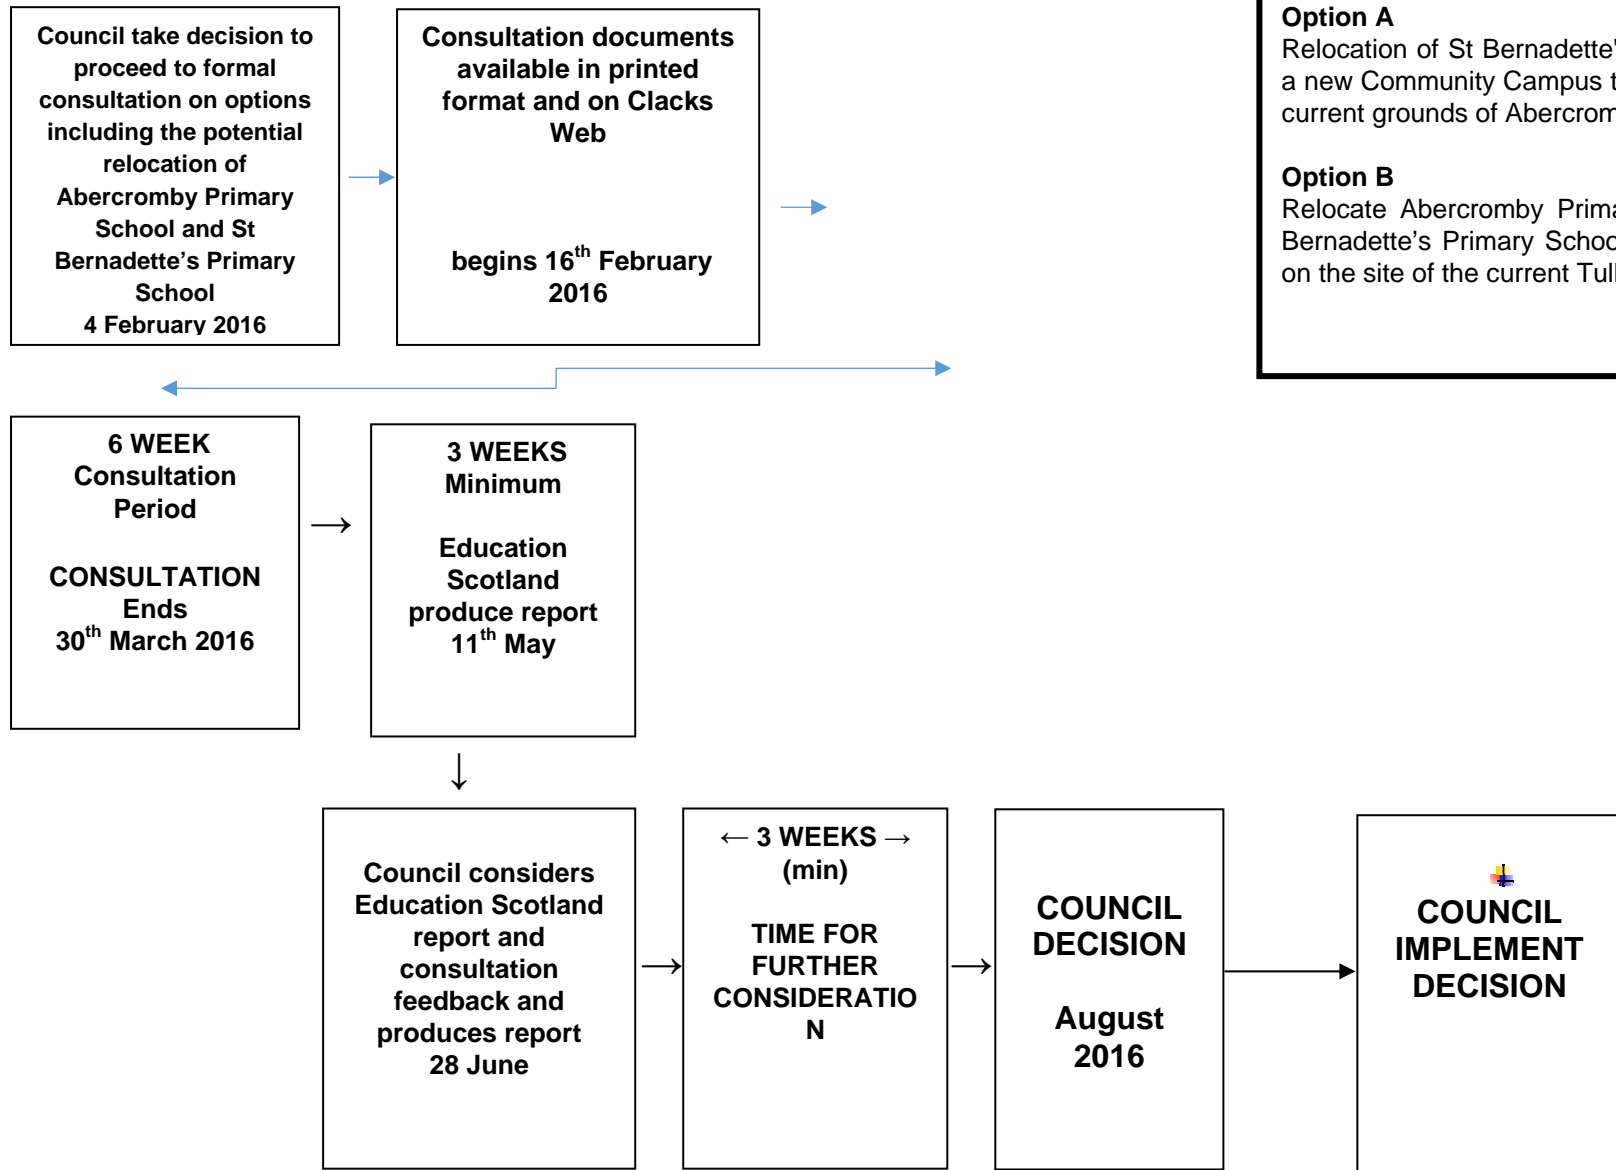 Council take decision to
proceed to formal
consultation on options
including the potential
relocation of
Abercromby Primary
School and St
Bernadette's Primary
School
4 February 2016
Consultation documents
available in printed
format and on Clacks
Web
begins 16th February
2016
Option A
Relocation of St Bernadette'
a new Community Campus
current grounds of
Option B
Relocate Abercromby
Bernadette's Primary
on the site of the current
6 WEEK
Consultation
Period
CONSULTATION
Ends
30th March 2016
3 WEEKS
Minimum
Education
Scotland
produce report
11th May
Council considers
Education Scotland
report and
consultation
feedback and
produces report
28 June
← 3 WEEKS →
(min)
TIME FOR
FURTHER
CONSIDERATIO
N
COUNCIL
DECISION
August
2016
COUNCIL
IMPLEMENT
DECISION